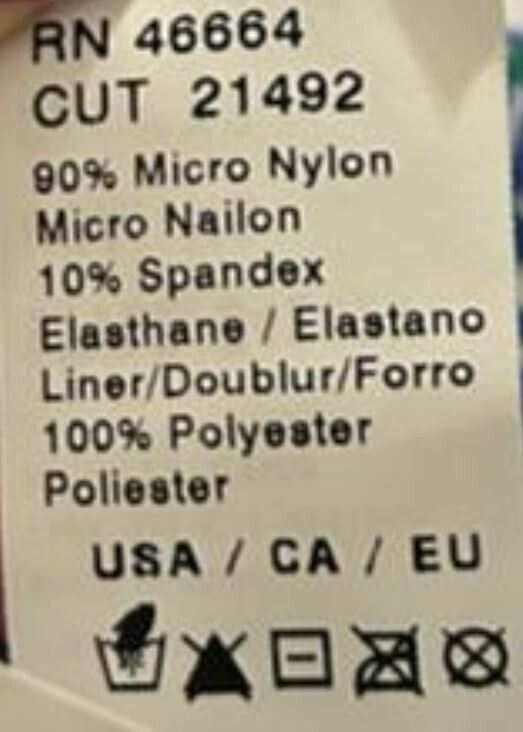 RN 46664
CUT 21492
90% Micro Nylon
Micro Nailon
10% Spandex
Elasthane / Elastano
Liner/Doublur/Forro
100% Polyester
Poliester
USA / CA / EU